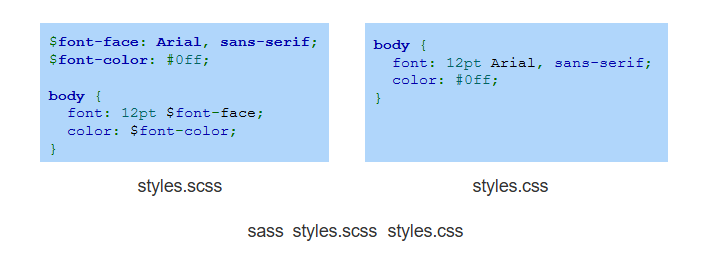 $font-face: Arial, sans-serif;
$font-color: #0ff;

body {
  font: 12pt $font-face;
  color: $font-color;
}
styles.scss
body {
  font: 12pt Arial, sans-serif;
  color: #0ff;
}
styles.css
sass styles.scss styles.css